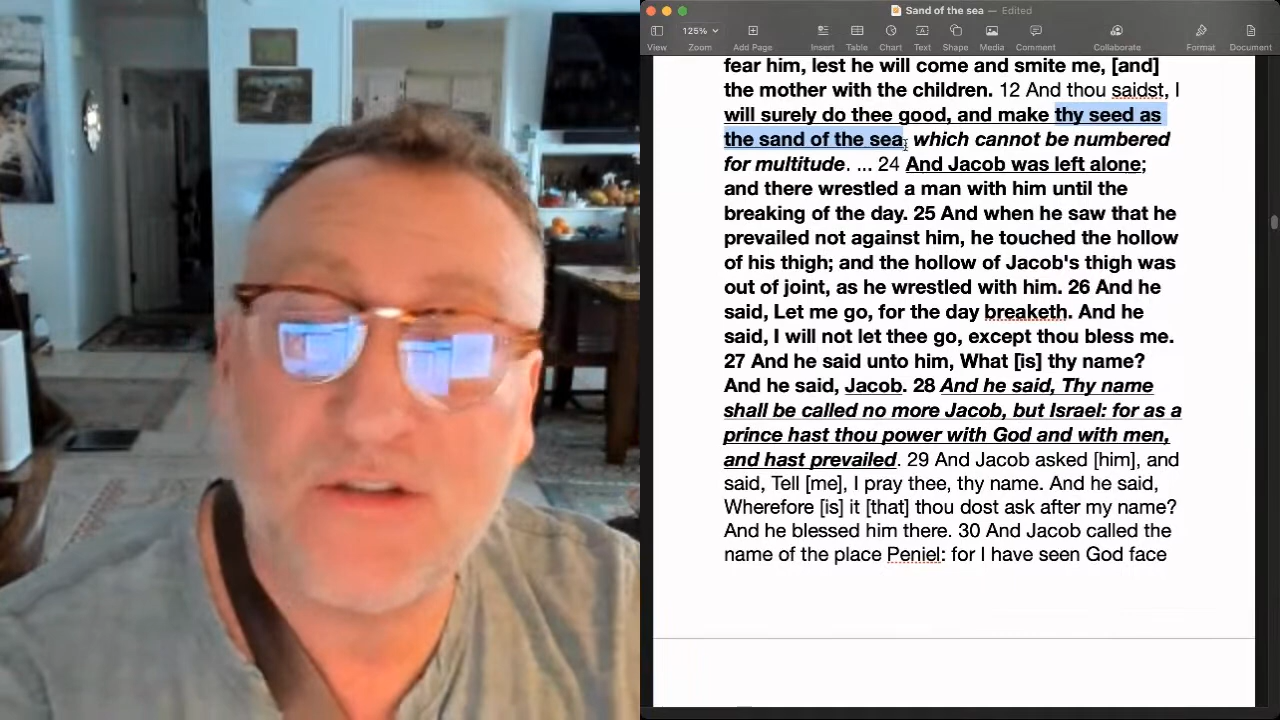 Sand of the sea — Edited
125%
View Zoom Add Page Insert Table Chart Text Shape Media Comment Collaborate Format Document
fear him, lest he will come and smite me, [and]
the mother with the children. 12 And thou saidst, I
will surely do thee good, and make thy seed as
the sand of the sea, which cannot be numbered
for multitude. ... 24 And Jacob was left alone;
and there wrestled a man with him until the
breaking of the day. 25 And when he saw that he
prevailed not against him, he touched the hollow
of his thigh; and the hollow of Jacob's thigh was
out of joint, as he wrestled with him. 26 And he
said, Let me go, for the day breaketh. And he
said, I will not let thee go, except thou bless me.
27 And he said unto him, What [is] thy name?
And he said, Jacob. 28 And he said, Thy name
shall be called no more Jacob, but Israel: for as a
prince hast thou power with God and with men,
and hast prevailed. 29 And Jacob asked [him], and
said, Tell [me], I pray thee, thy name. And he said,
Wherefore [is] it [that] thou dost ask after my name?
And he blessed him there. 30 And Jacob called the
name of the place Peniel: for I have seen God face